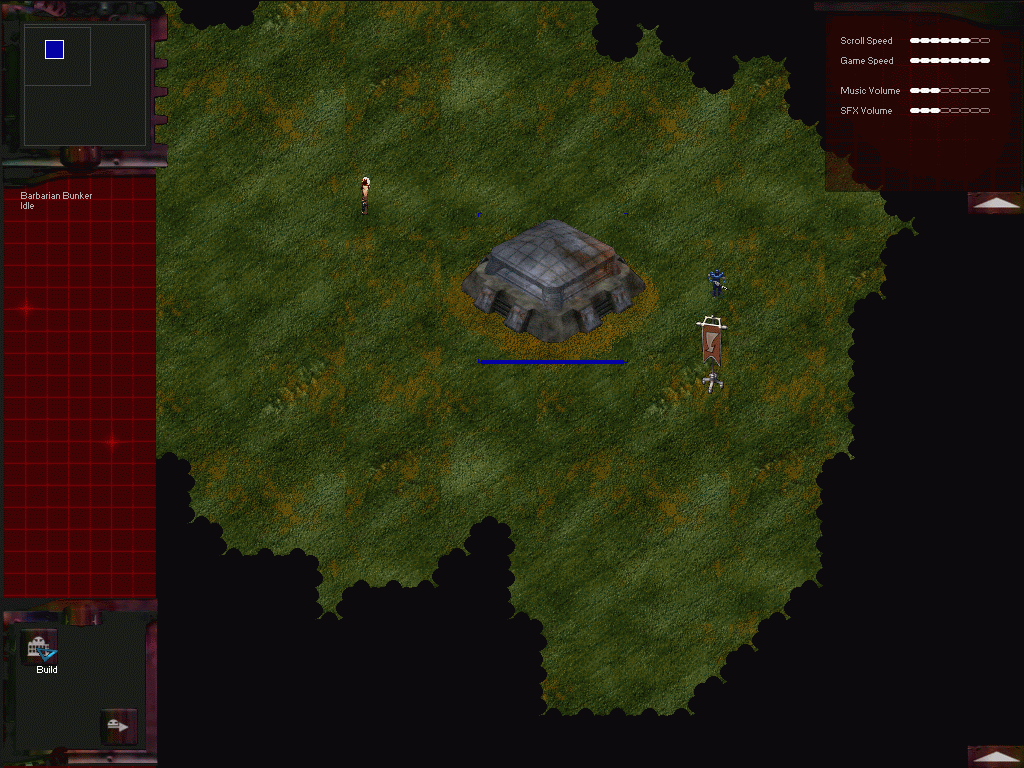 Scroll Speed
Game Speed
Music Volume
SFX Volume
Barbarian Bunker
Idle
Build